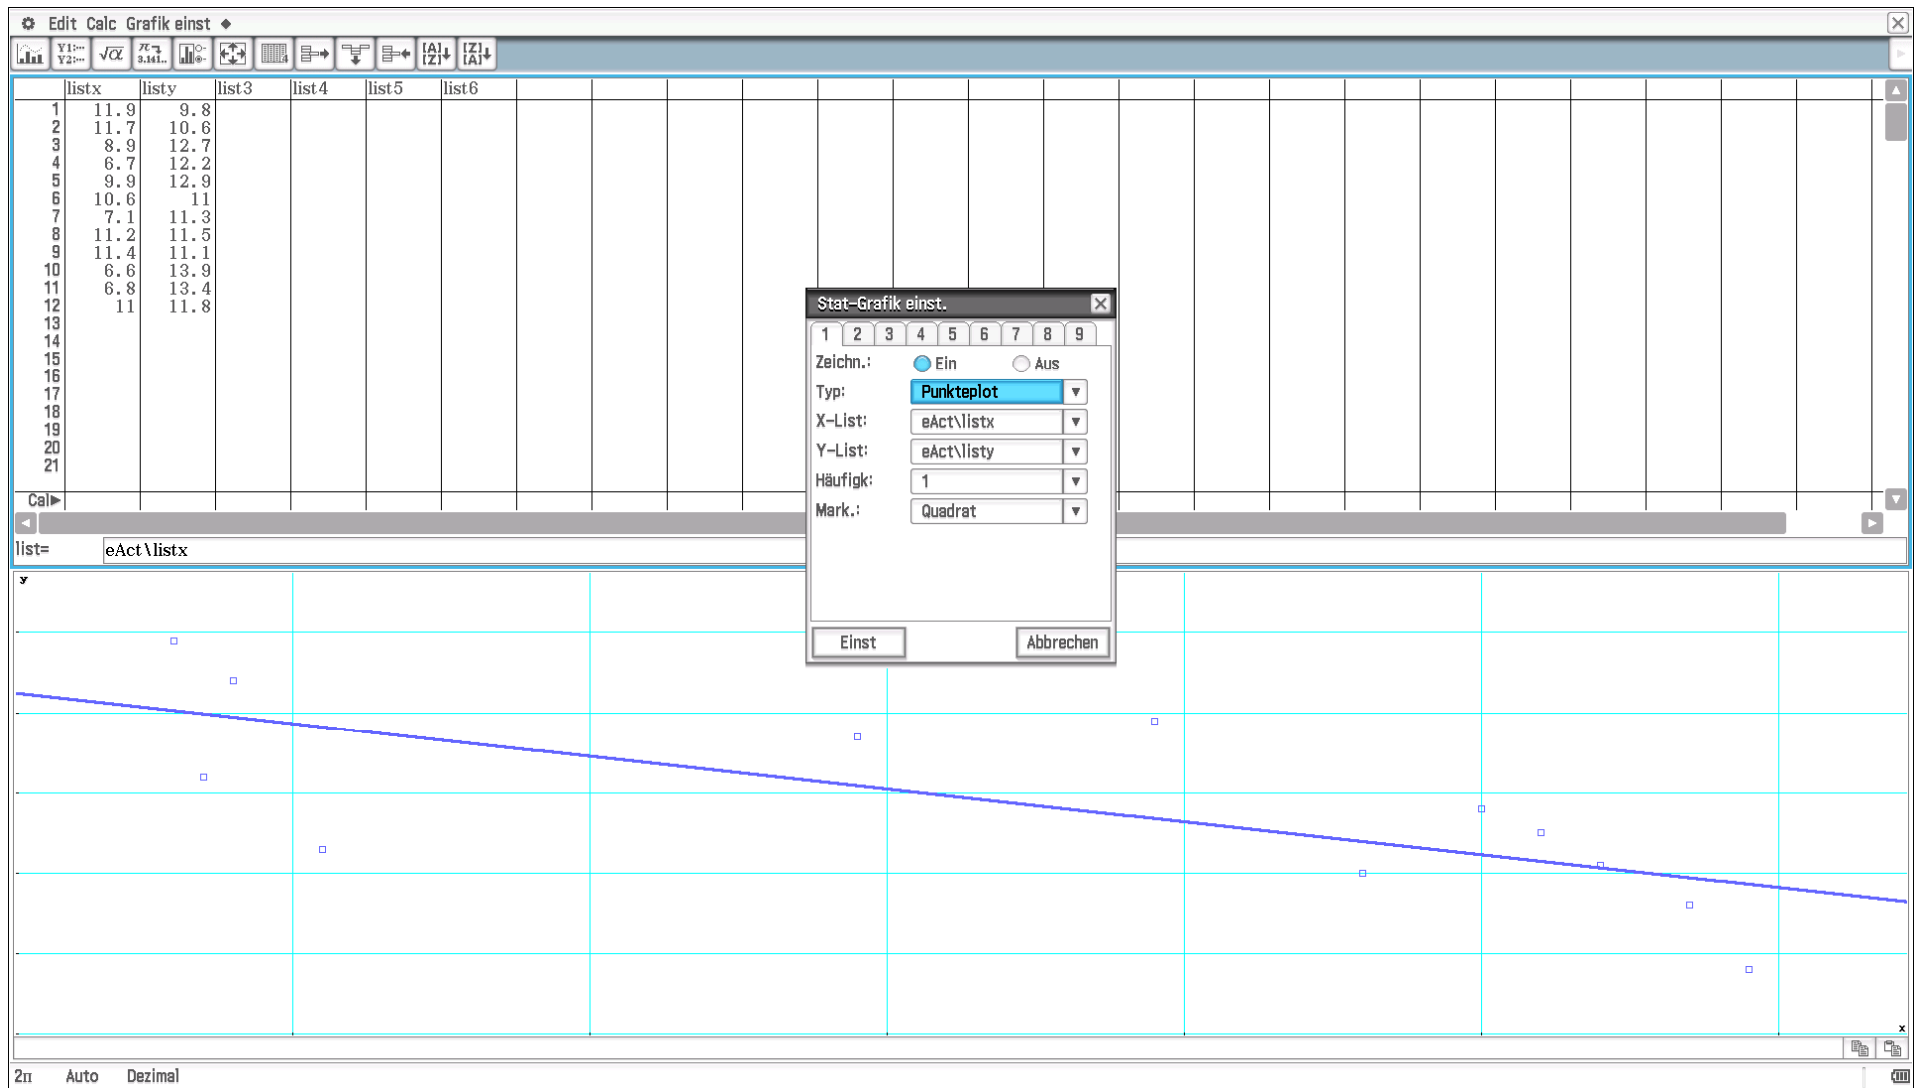 Edit Calc Grafik einst ◆
Y1:··· Y2:··· √α π 3.141.. [A] [Z] [Z] [A]
listx listy list3 list4 list5 list6
1 11.9 9.8
2 11.7 10.6
3 8.9 12.7
4 6.7 12.2
5 9.9 12.9
6 10.6 11
7 7.1 11.3
8 11.2 11.5
9 11.4 11.1
10 6.6 13.9
11 6.8 13.4
12 11 11.8
13
14
15
16
17
18
19
20
21
Cal▶
list= eAct\listx
Stat-Grafik einst.
1 2 3 4 5 6 7 8 9
Zeichn.: Ein Aus
Typ: Punkteplot
X-List: eAct\listx
Y-List: eAct\listy
Häufigk: 1
Mark.: Quadrat
Einst Abbrechen
y
x
2π Auto Dezimal